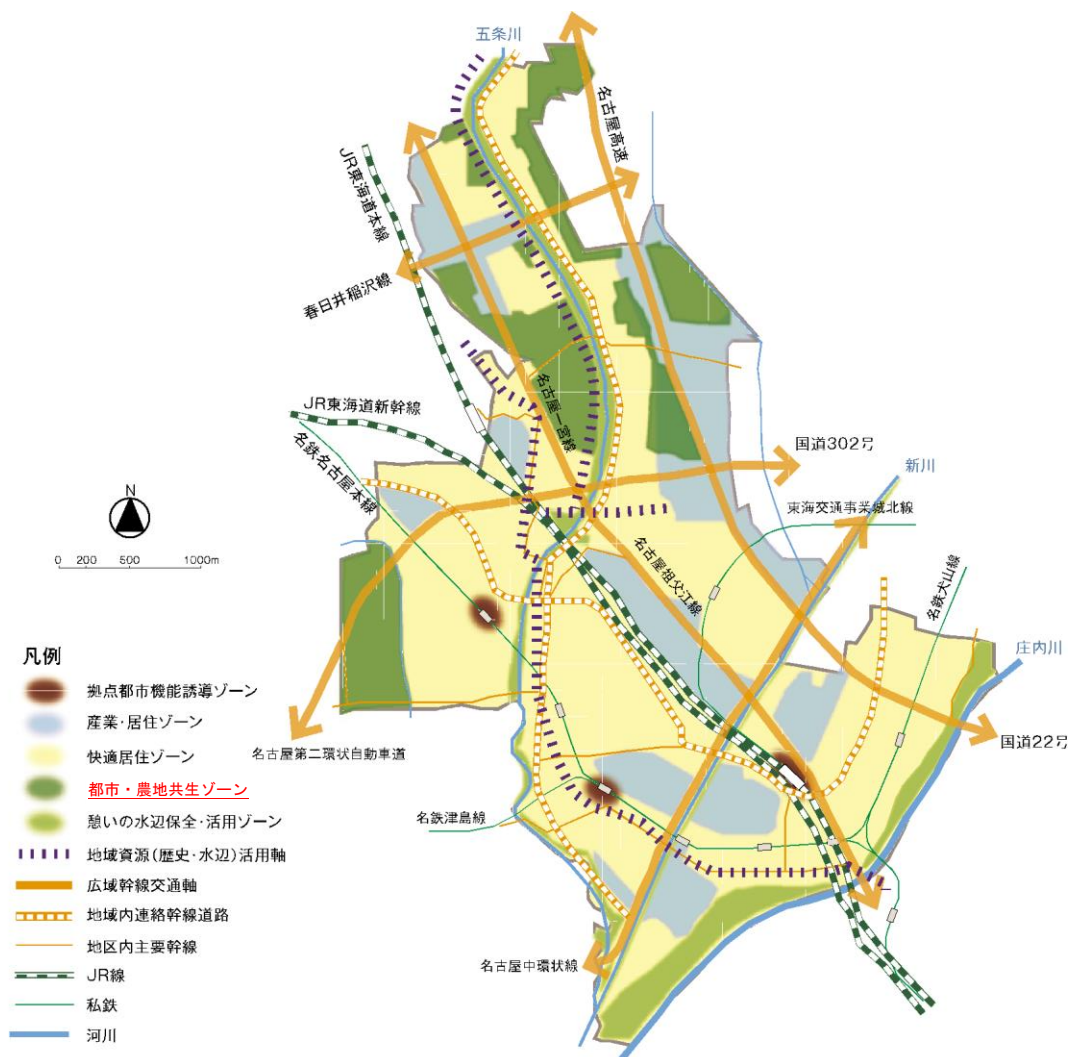 五条川
名古屋高速
JR東海道本線
春日井稲沢線
名古屋一宮線
JR東海道新幹線
名鉄名古屋本線
国道302号
新川
東海交通事業城北線
N
0 200 500 1000m
名古屋祖父江線
名鉄犬山線
庄内川
国道22号
名古屋第二環状自動車道
名鉄津島線
名古屋中環状線
凡例
拠点都市機能誘導ゾーン
産業・居住ゾーン
快適居住ゾーン
都市・農地共生ゾーン
憩いの水辺保全・活用ゾーン
地域資源(歴史・水辺)活用軸
広域幹線交通軸
地域内連絡幹線道路
地区内主要幹線
JR線
私鉄
河川